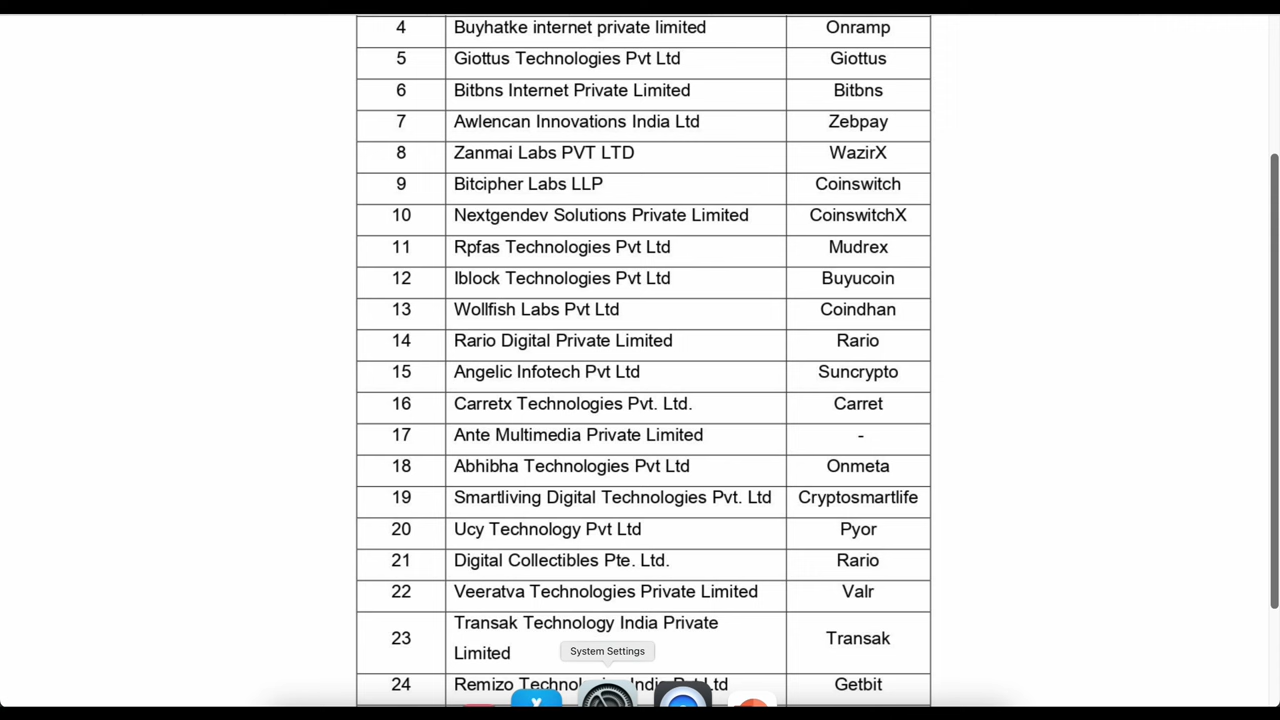 4 Buyhatke internet private limited Onramp
5 Giottus Technologies Pvt Ltd Giottus
6 Bitbns Internet Private Limited Bitbns
7 Awlencan Innovations India Ltd Zebpay
8 Zanmai Labs PVT LTD WazirX
9 Bitcipher Labs LLP Coinswitch
10 Nextgendev Solutions Private Limited CoinswitchX
11 Rpfas Technologies Pvt Ltd Mudrex
12 Iblock Technologies Pvt Ltd Buyucoin
13 Wollfish Labs Pvt Ltd Coindhan
14 Rario Digital Private Limited Rario
15 Angelic Infotech Pvt Ltd Suncrypto
16 Carretx Technologies Pvt. Ltd. Carret
17 Ante Multimedia Private Limited -
18 Abhibha Technologies Pvt Ltd Onmeta
19 Smartliving Digital Technologies Pvt. Ltd Cryptosmartlife
20 Ucy Technology Pvt Ltd Pyor
21 Digital Collectibles Pte. Ltd. Rario
22 Veeratva Technologies Private Limited Valr
23 Transak Technology India Private Transak
Limited
System Settings
24 Remizo Ltd Getbit